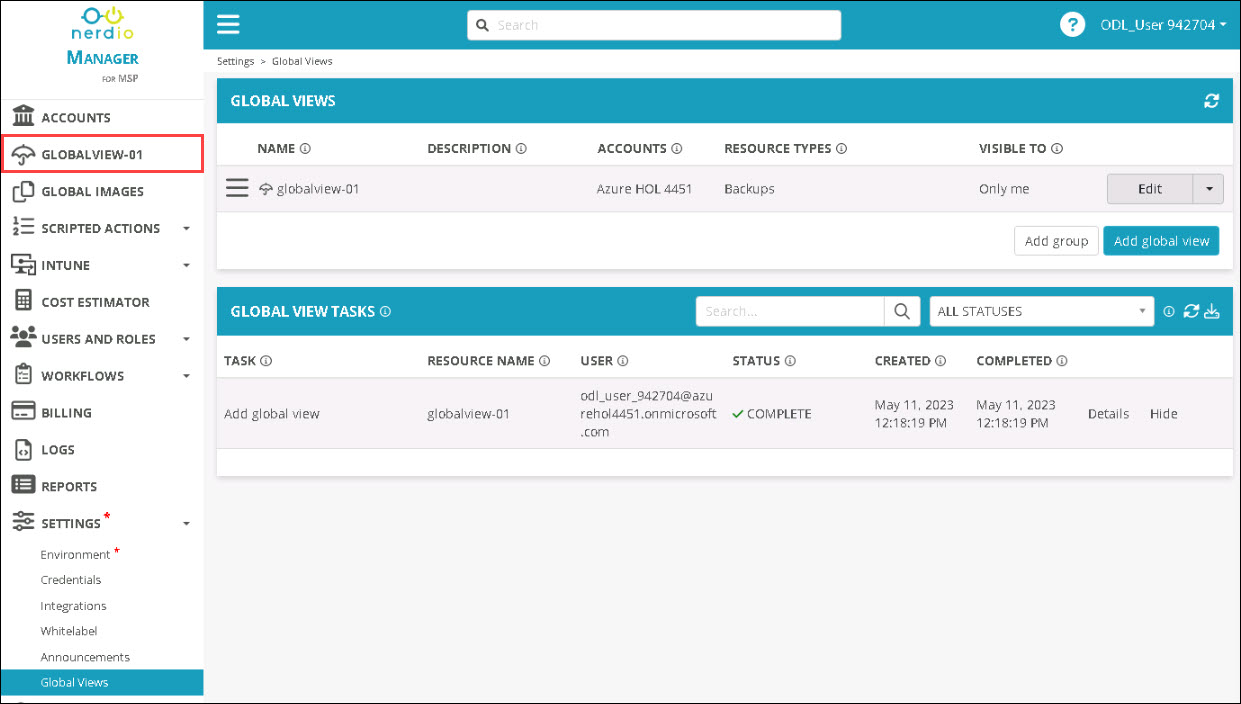 nerdio
MANAGER
FOR MSP
Search
? ODL_User 942704
ACCOUNTS
GLOBALVIEW-01
GLOBAL IMAGES
SCRIPTED ACTIONS
INTUNE
COST ESTIMATOR
USERS AND ROLES
WORKFLOWS
BILLING
LOGS
REPORTS
SETTINGS *
Environment *
Credentials
Integrations
Whitelabel
Announcements
Global Views
Settings > Global Views
GLOBAL VIEWS
NAME DESCRIPTION ACCOUNTS RESOURCE TYPES VISIBLE TO
globalview-01 Azure HOL 4451 Backups Only me Edit
Add group Add global view
GLOBAL VIEW TASKS Search... ALL STATUSES
TASK RESOURCE NAME USER STATUS CREATED COMPLETED
Add global view globalview-01 odl_user_942704@azu
rehol4451.onmicrosoft
.com
COMPLETE
May 11, 2023
12:18:19 PM
May 11, 2023
12:18:19 PM
Details Hide